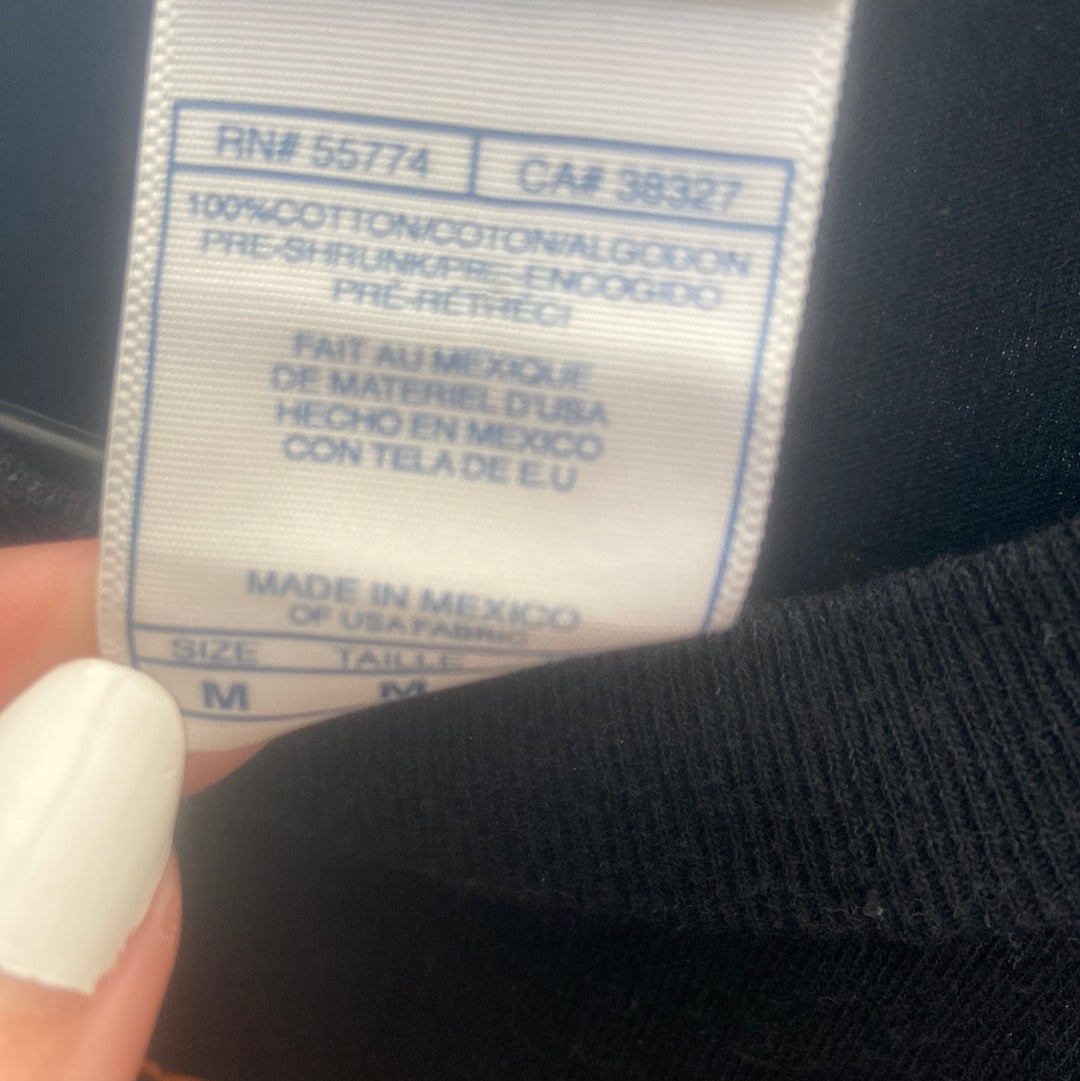 RN# 55774 CA# 38327
100%COTTON/COTON/ALGODON
PRE-SHRUNK/PRE-ENCOGIDO
PRÉ-RÉTRÉCI
FAIT AU MEXIQUE
DE MATERIEL D'USA
HECHO EN MEXICO
CON TELA DE E.U
MADE IN MEXICO
OF USA FABRIC
SIZE TAILLE
M M